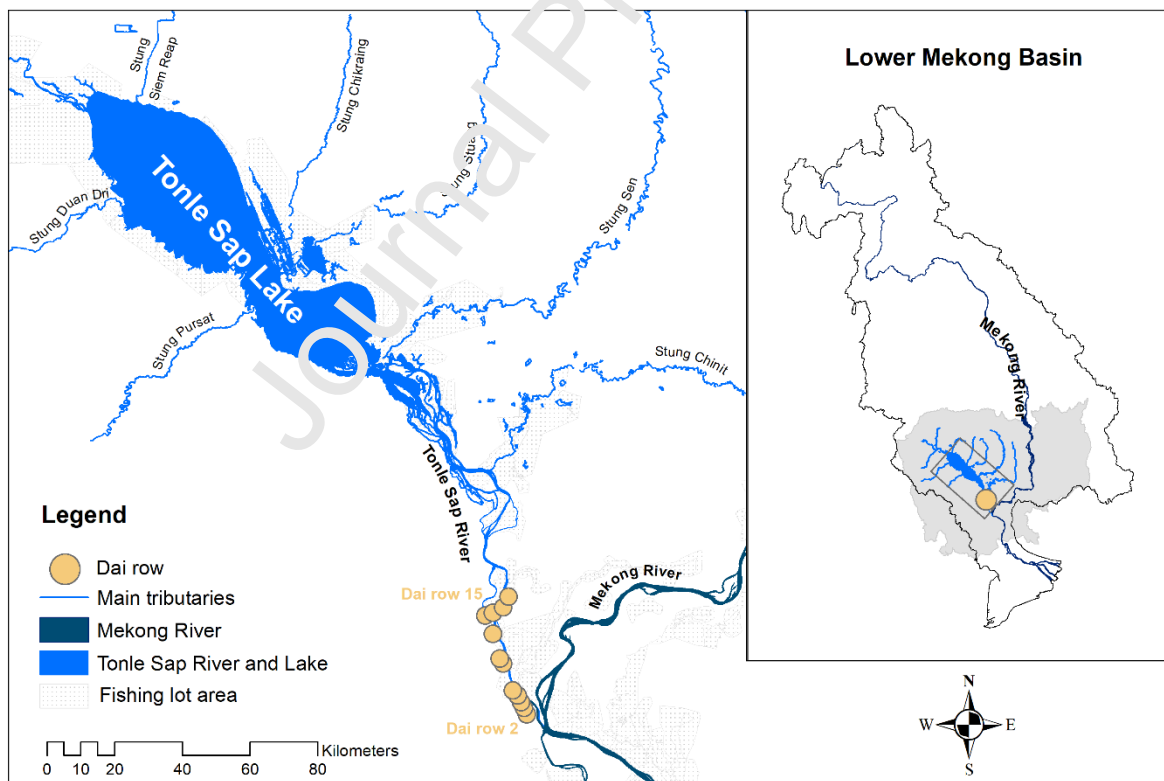 Journal P
Stung
Siem Reap
Stung Chikraing
Stung
Stung Sen
Tonle Sap Lake
Stung Duan Dri
Stung Pursat
Stung Chinit
Tonle Sap River
Mekong River
Dai row 15
Dai row 2
Legend
Dai row
Main tributaries
Mekong River
Tonle Sap River and Lake
Fishing lot area
Kilometers
0 10 20 40 60 80
Lower Mekong Basin
Mekong River
N
W E
S